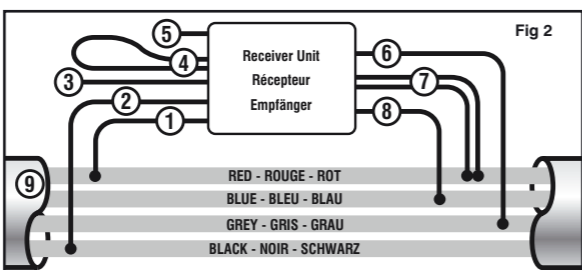 Fig 2
5
6
Receiver Unit
4
Récepteur
7
3
Empfänger
2
8
1
9
RED - ROUGE - ROT
BLUE - BLEU - BLAU
GREY - GRIS - GRAU
BLACK - NOIR - SCHWARZ